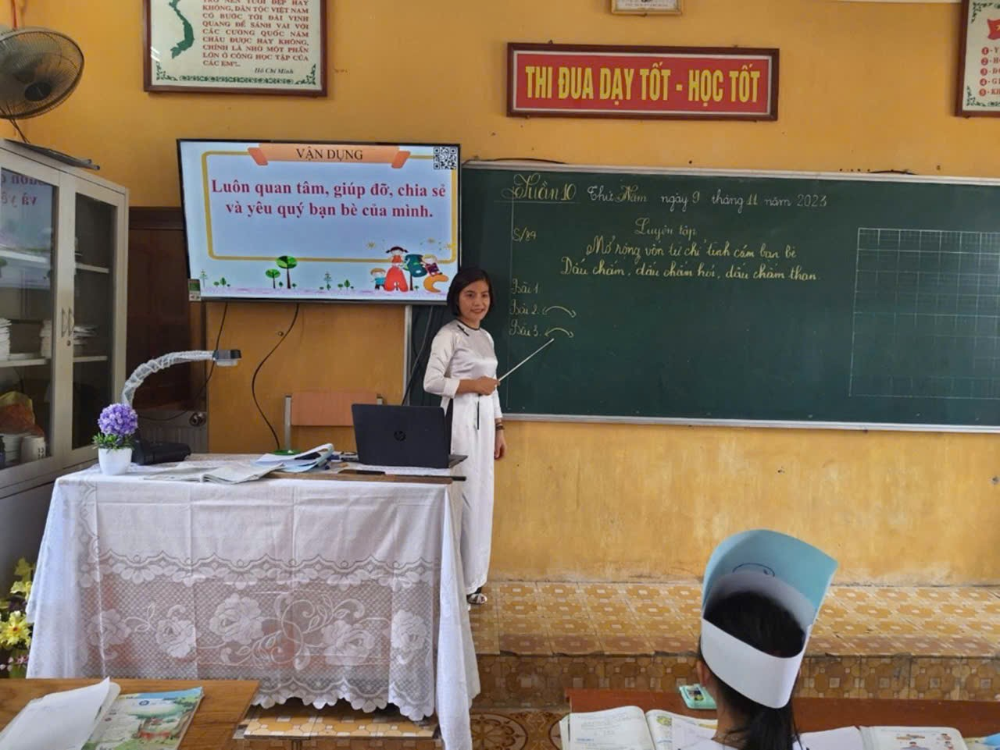 TRÒ NÊN TƯƠI ĐẸP HAY
KHÔNG, DÂN TỘC VIỆT NAM
CÓ BƯỚC TỚI ĐÀI VINH
QUANG ĐỂ SÁNH VAI VỚI
CÁC CƯỜNG QUỐC NĂM
CHÂU ĐƯỢC HAY KHÔNG,
CHÍNH LÀ NHỜ MỘT PHẦN
LỚN Ở CÔNG HỌC TẬP CỦA
CÁC EM"...
Hồ Chí Minh
THI ĐUA DẠY TỐT - HỌC TỐT
VẬN DỤNG
Luôn quan tâm, giúp đỡ, chia sẻ
và yêu quý bạn bè của mình.
Tuần 10 Thứ Năm ngày 9 tháng 11 năm 2023
S/84
Luyện tập
Mở rộng vốn từ chỉ tình cảm bạn bè
Dấu chấm, dấu chấm hỏi, dấu chấm than.
Bài 1
Bài 2.
Bài 3.
hp